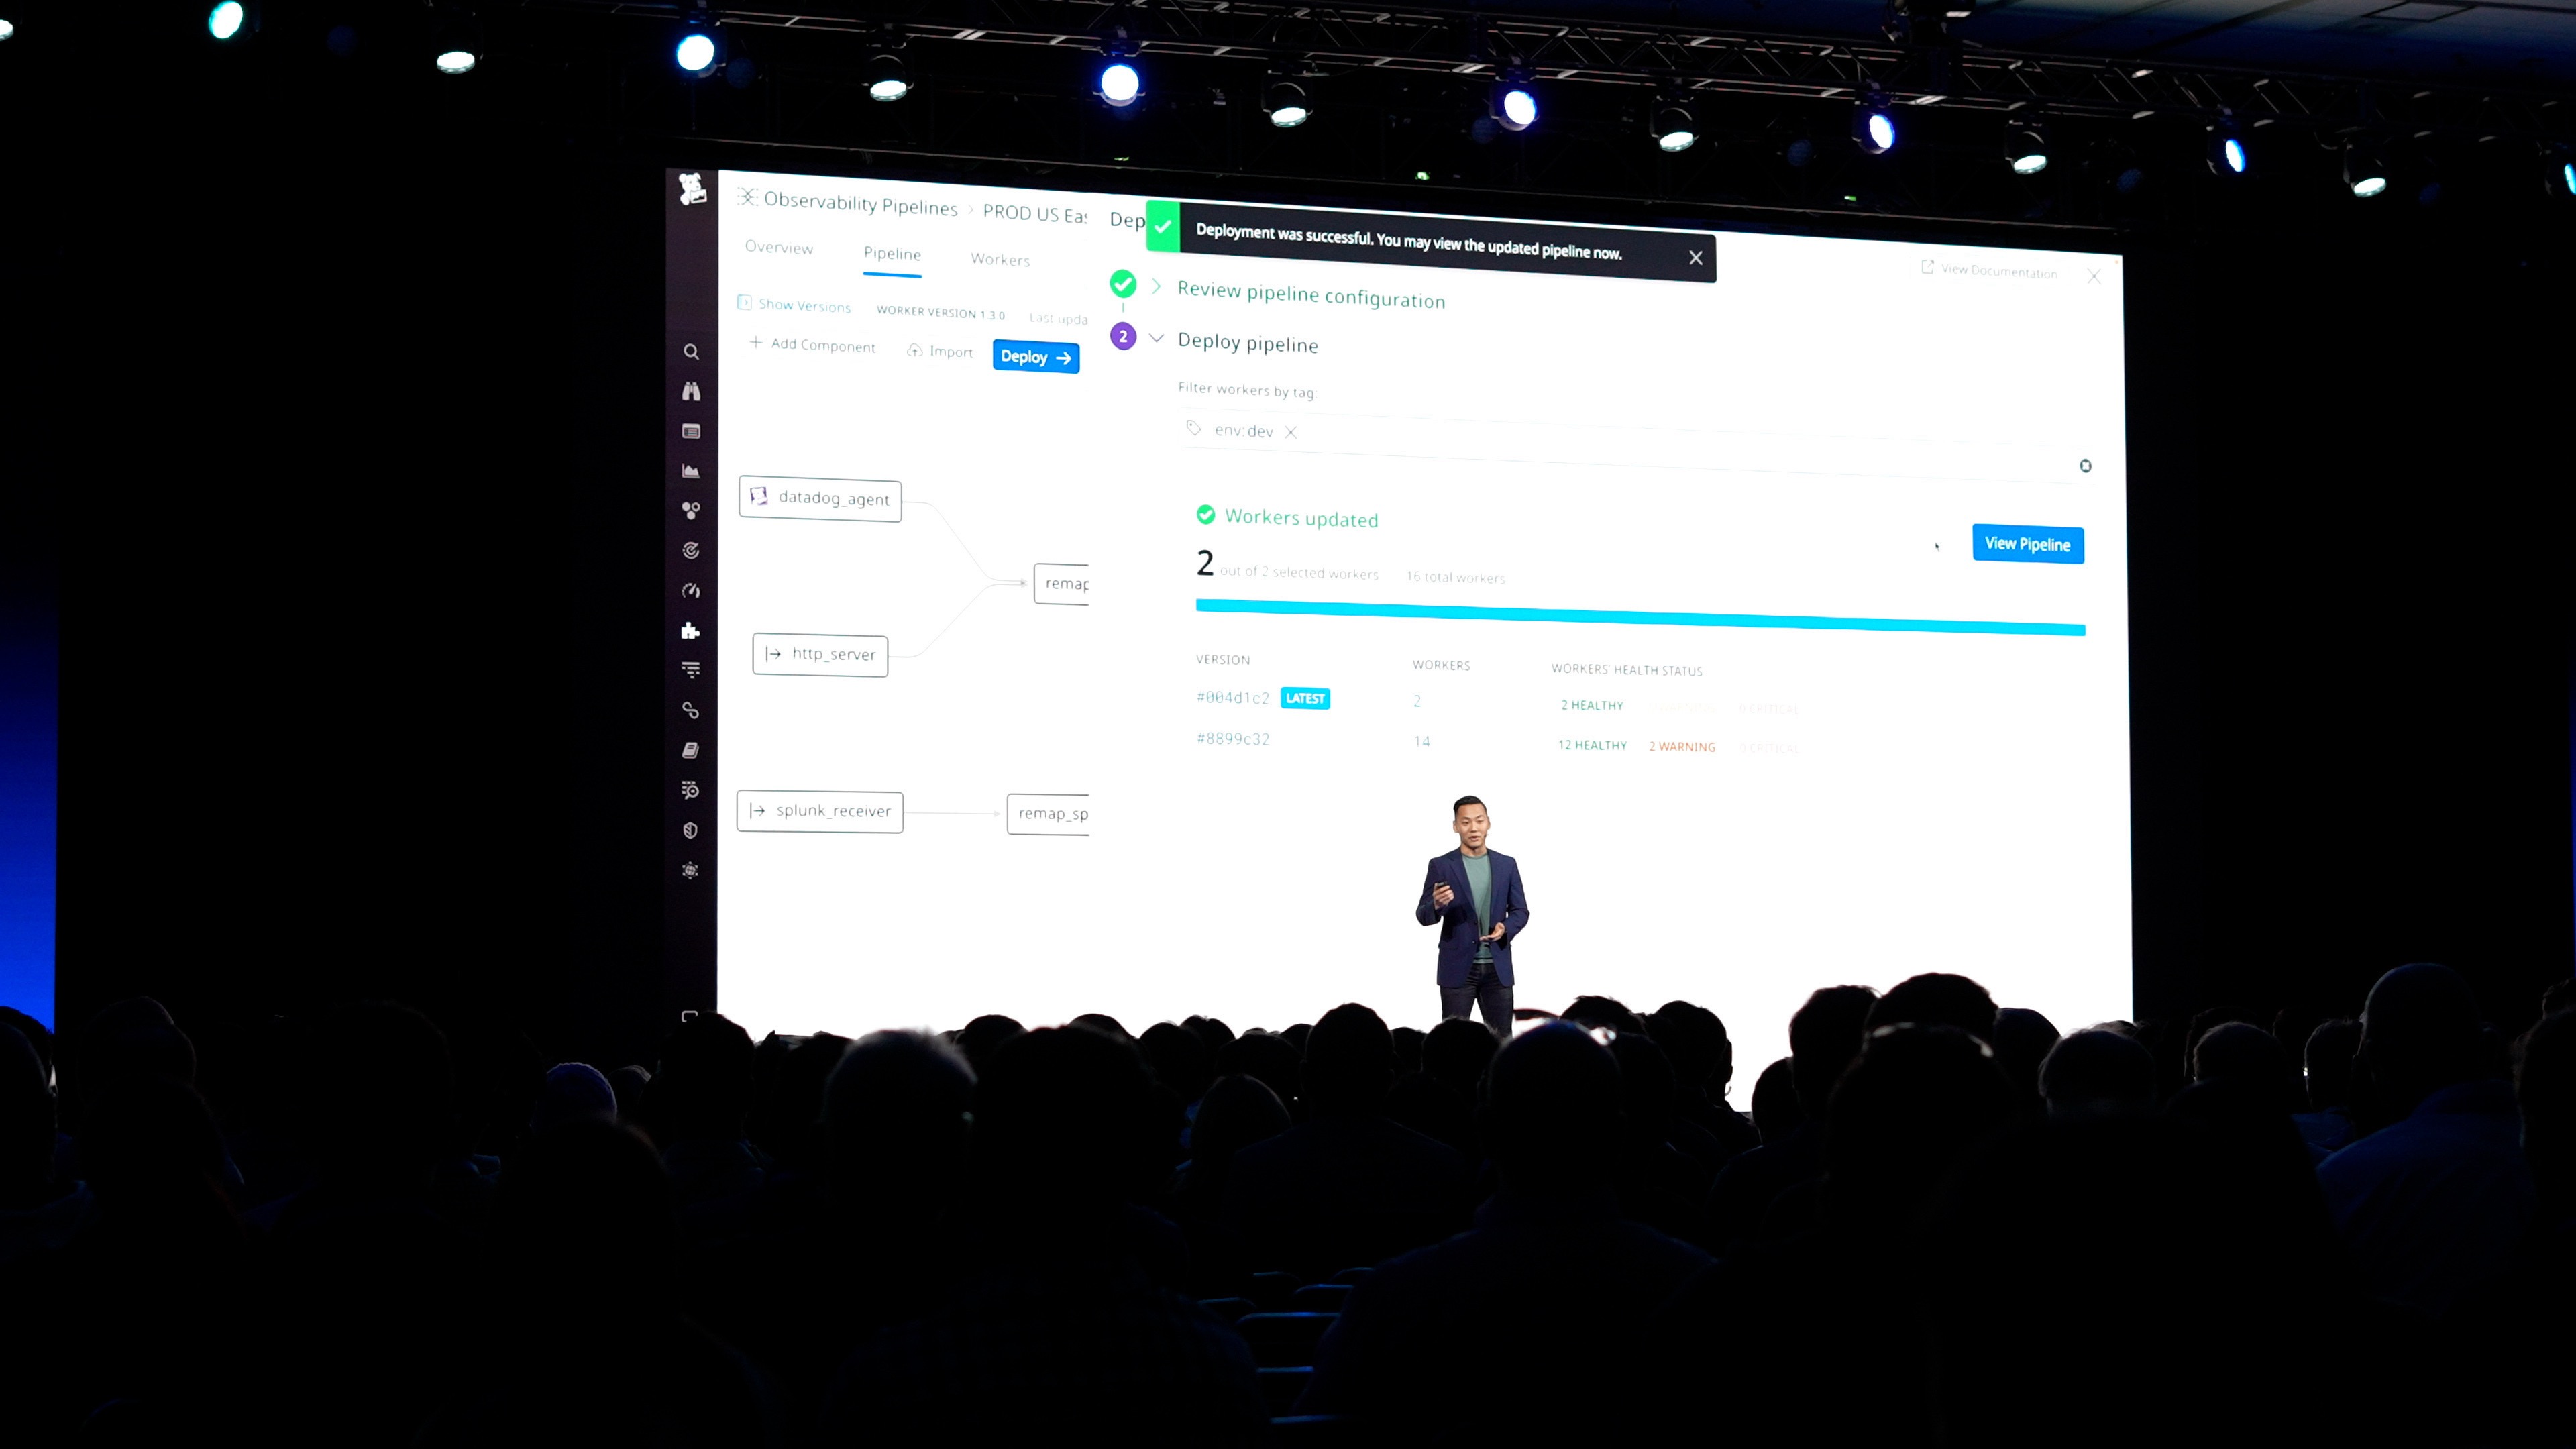 Observability Pipelines > PROD US Eas
Overview
Pipeline
Workers
Show Versions
WORKER VERSION 1.3.0
Last upda
+ Add Component
Import
Deploy →
datadog_agent
http_server
remap
splunk_receiver
remap_sp
Dep
Deployment was successful. You may view the updated pipeline now.
View Documentation
Review pipeline configuration
2
Deploy pipeline
Filter workers by tag:
env:dev
Workers updated
2 out of 2 selected workers
16 total workers
View Pipeline
VERSION WORKERS WORKERS' HEALTH STATUS
#004d1c2 LATEST 2 2 HEALTHY 0 CRITICAL
#8899c32 14 12 HEALTHY 2 WARNING 0 CRITICAL